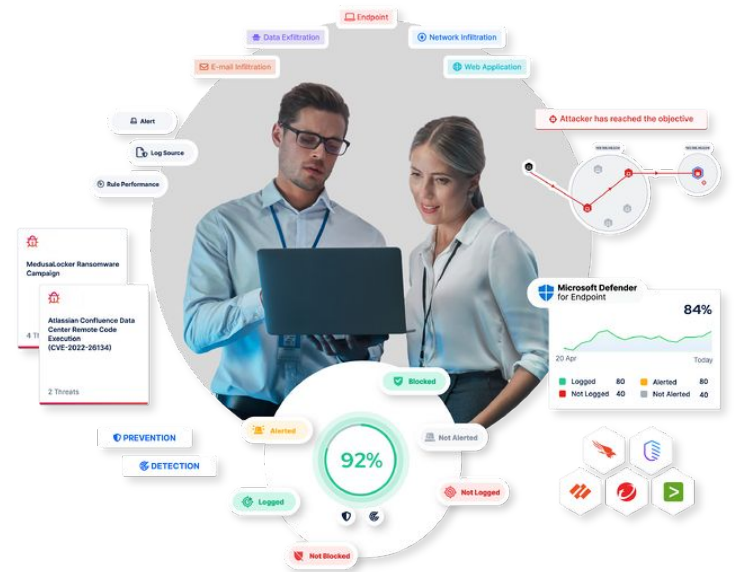 Endpoint
Data Exfiltration
Network Infiltration
E-mail Infiltration
Web Application
Alert
Log Source
Rule Performance
Attacker has reached the objective
MedusaLocker Ransomware
Campaign
Atlassian Confluence Data
Center Remote Code
Execution
(CVE-2022-26134)
4 Th
2 Threats
Microsoft Defender
for Endpoint
84%
20 Apr
Today
Logged 80
Alerted 80
Not Logged 40
Not Alerted 40
PREVENTION
DETECTION
Blocked
Alerted
Not Alerted
92%
Logged
Not Logged
Not Blocked